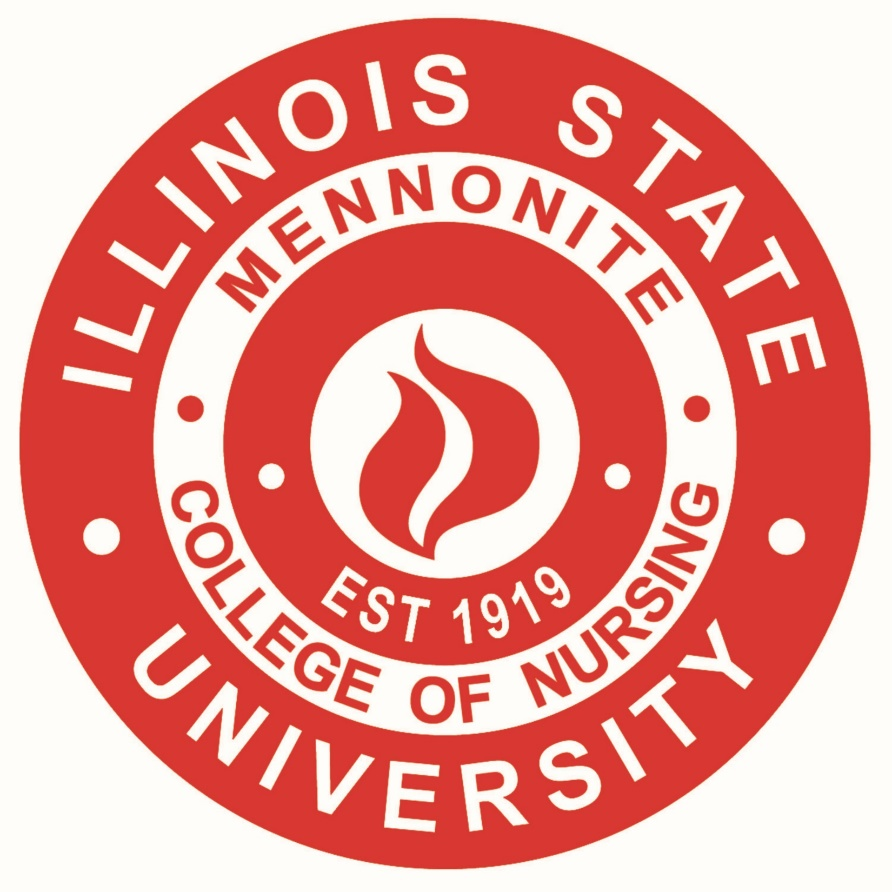 ILLINOIS STATE
UNIVERSITY
MENNONITE
COLLEGE OF NURSING
EST 1919